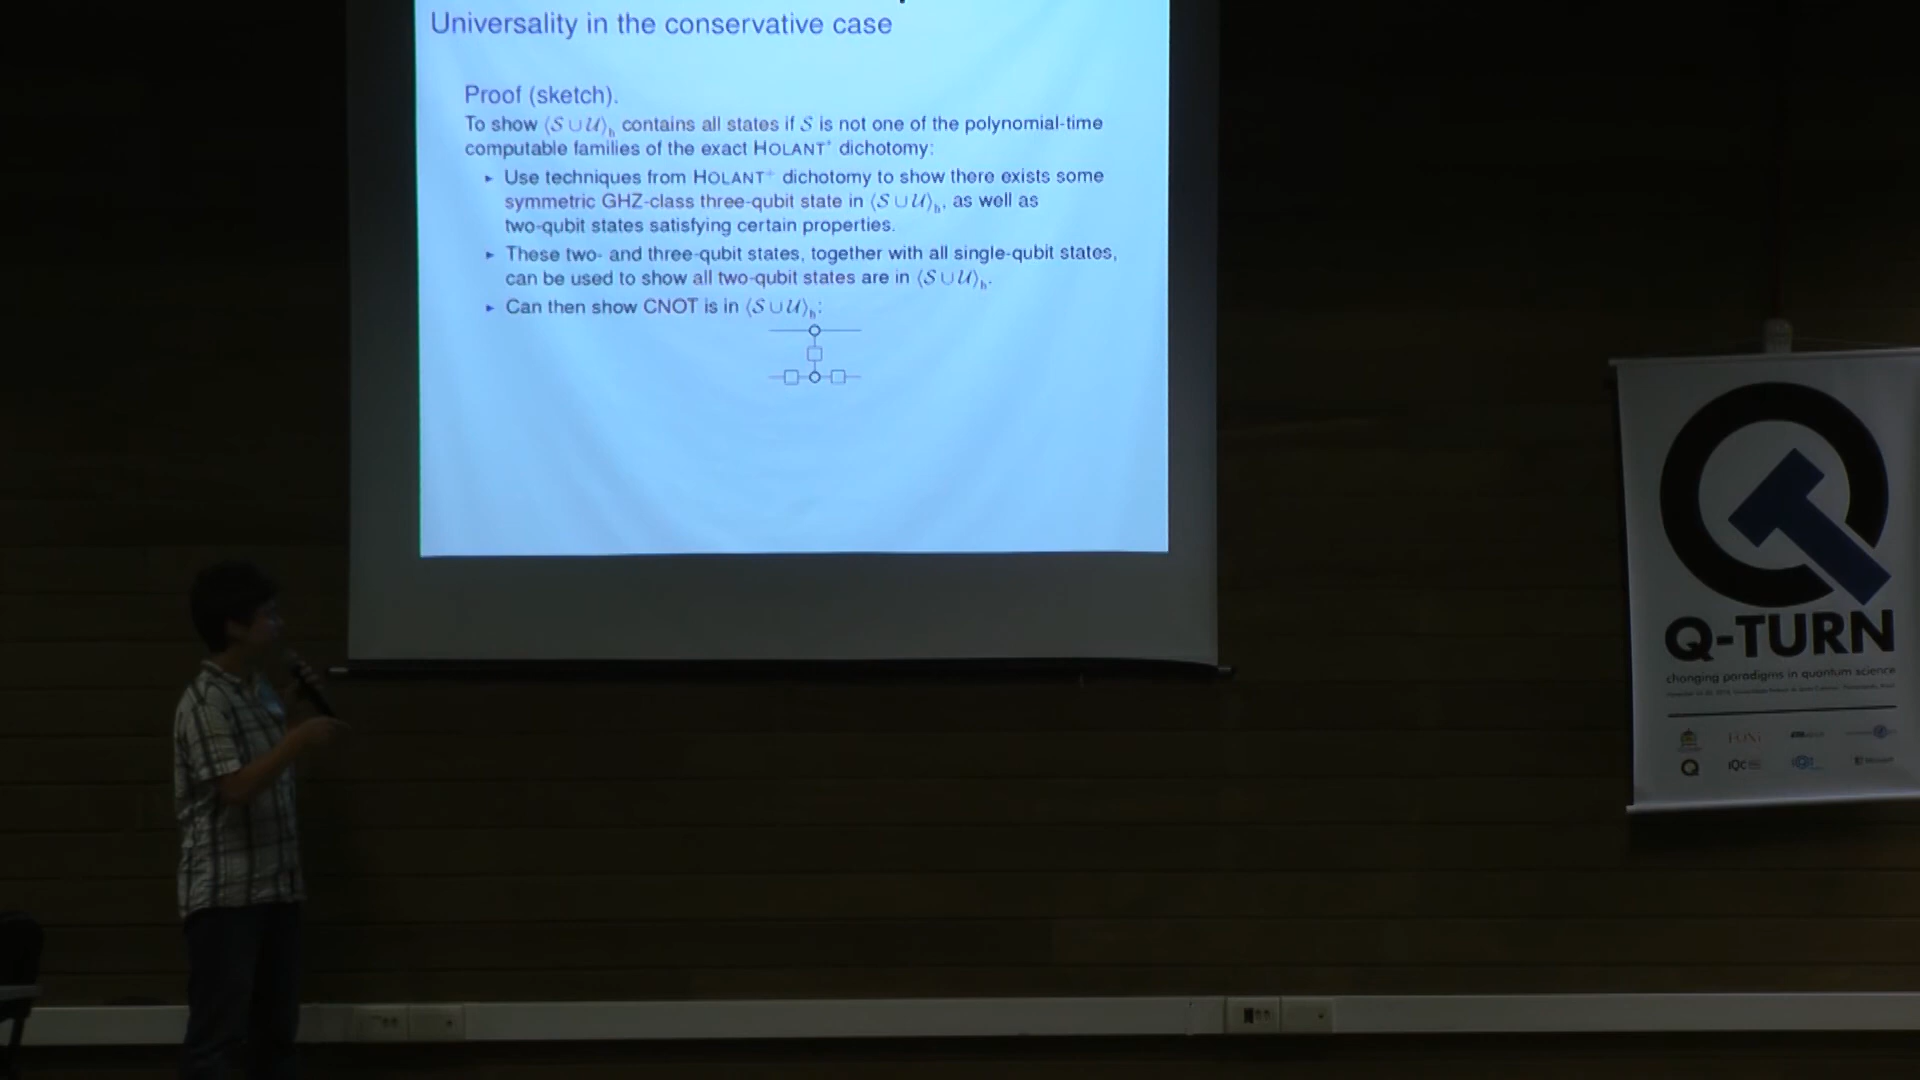 Universality in the conservative case
Proof (sketch).
To show ⟨S ∪ U⟩ₕ contains all states if S is not one of the polynomial-time
computable families of the exact HOLANT* dichotomy:
▸ Use techniques from HOLANT⁺ dichotomy to show there exists some
symmetric GHZ-class three-qubit state in ⟨S ∪ U⟩ₕ, as well as
two-qubit states satisfying certain properties.
▸ These two- and three-qubit states, together with all single-qubit states,
can be used to show all two-qubit states are in ⟨S ∪ U⟩ₕ.
▸ Can then show CNOT is in ⟨S ∪ U⟩ₕ:
Q-TURN
changing paradigms in quantum science
FQXi
IQC
Microsoft